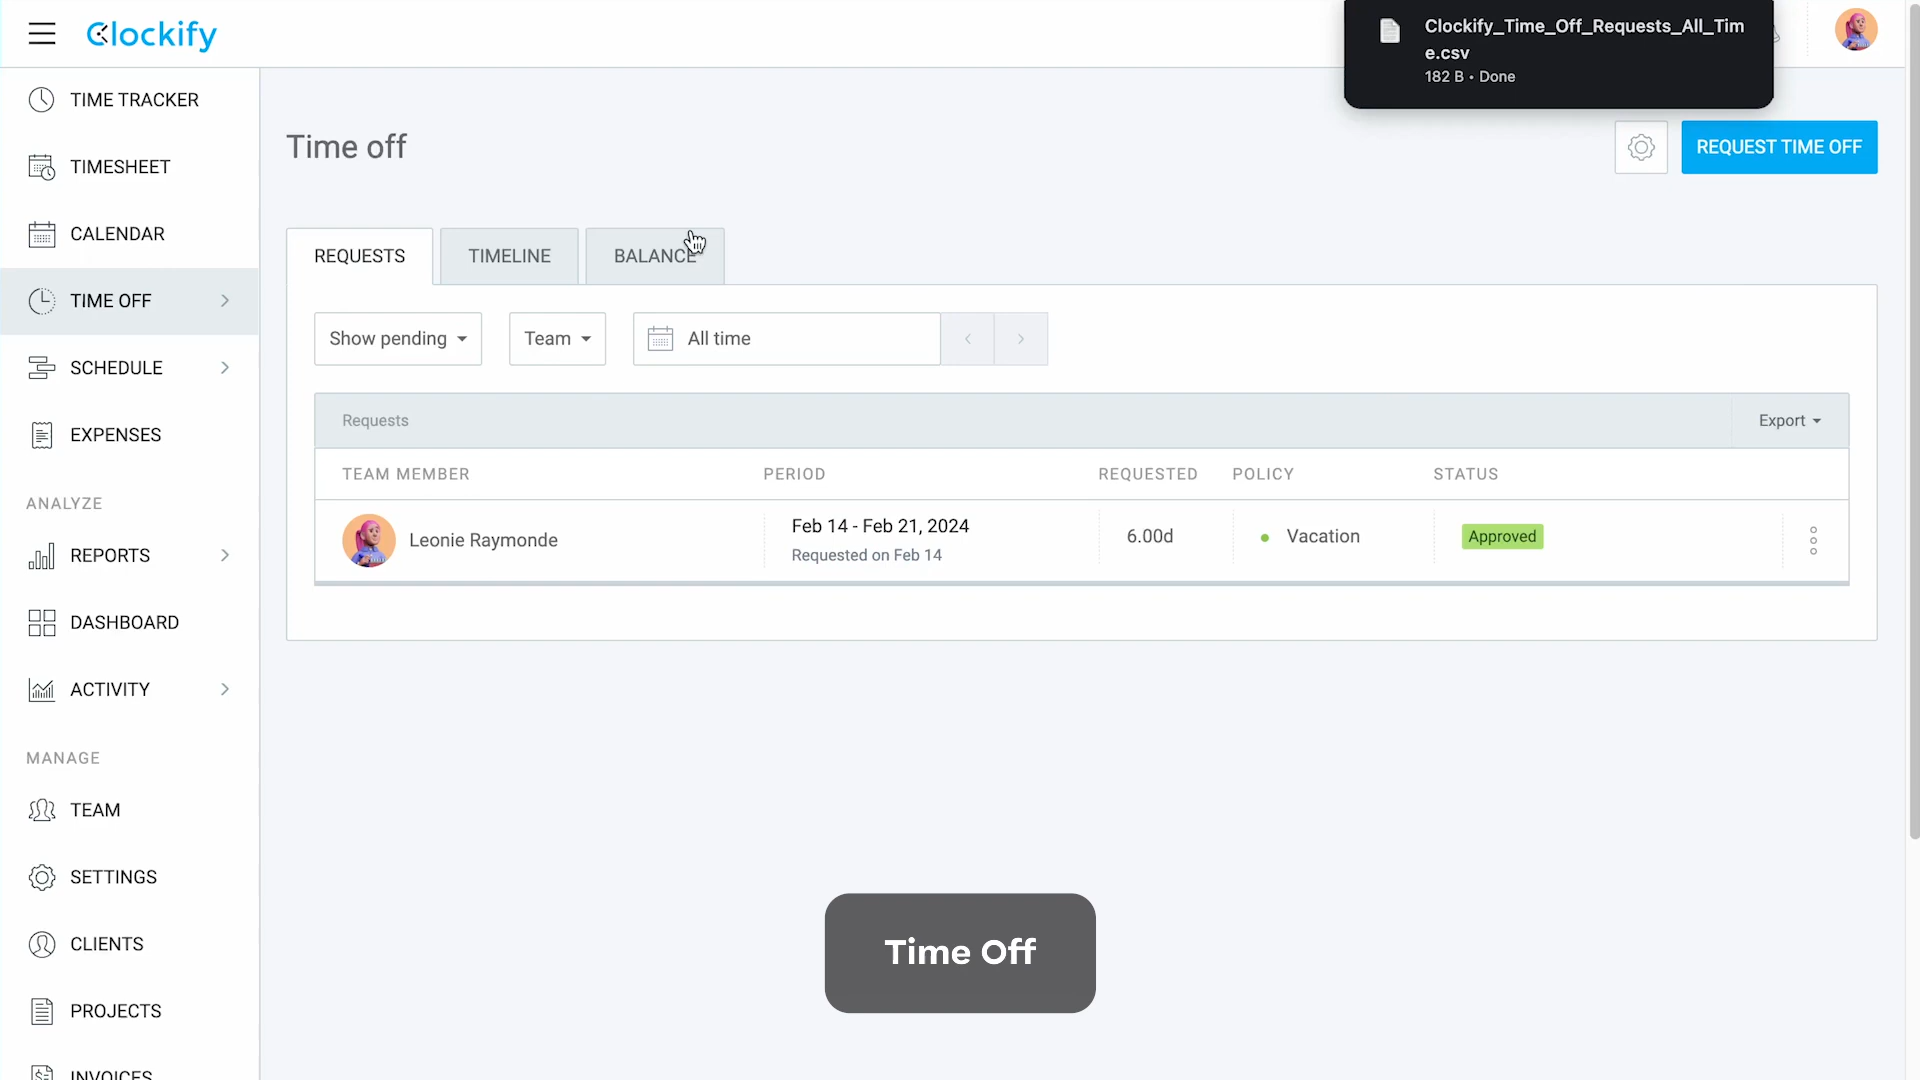 Clockify
Clockify_Time_Off_Requests_All_Tim
e.csv
182 B • Done
TIME TRACKER
TIMESHEET
CALENDAR
TIME OFF
SCHEDULE
EXPENSES
ANALYZE
REPORTS
DASHBOARD
ACTIVITY
MANAGE
TEAM
SETTINGS
CLIENTS
PROJECTS
INVOICES
Time off
REQUEST TIME OFF
REQUESTS
TIMELINE
BALANCE
Show pending
Team
All time
Requests
Export
TEAM MEMBER
PERIOD
REQUESTED
POLICY
STATUS
Leonie Raymonde
Feb 14 - Feb 21, 2024
Requested on Feb 14
6.00d
Vacation
Approved
Time Off